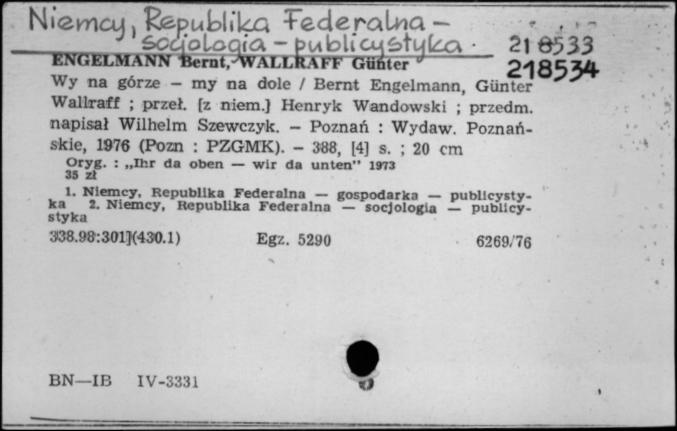 Niemcy, Republika Federalna –
socjologia – publicystyka.
218533
218534
ENGELMANN Bernt, WALLRAFF Günter
Wy na górze – my na dole / Bernt Engelmann, Günter
Wallraff ; przeł. [z niem.] Henryk Wandowski ; przedm.
napisał Wilhelm Szewczyk. – Poznań : Wydaw. Poznań-
skie, 1976 (Pozn : PZGMK). – 388, [4] s. ; 20 cm
Oryg. : „Ihr da oben — wir da unten” 1973
35 zł
1. Niemcy, Republika Federalna — gospodarka — publicysty-
ka 2. Niemcy, Republika Federalna — socjologia — publicy-
styka
338.98:301](430.1) Egz. 5290 6269/76
BN—IB IV-3331